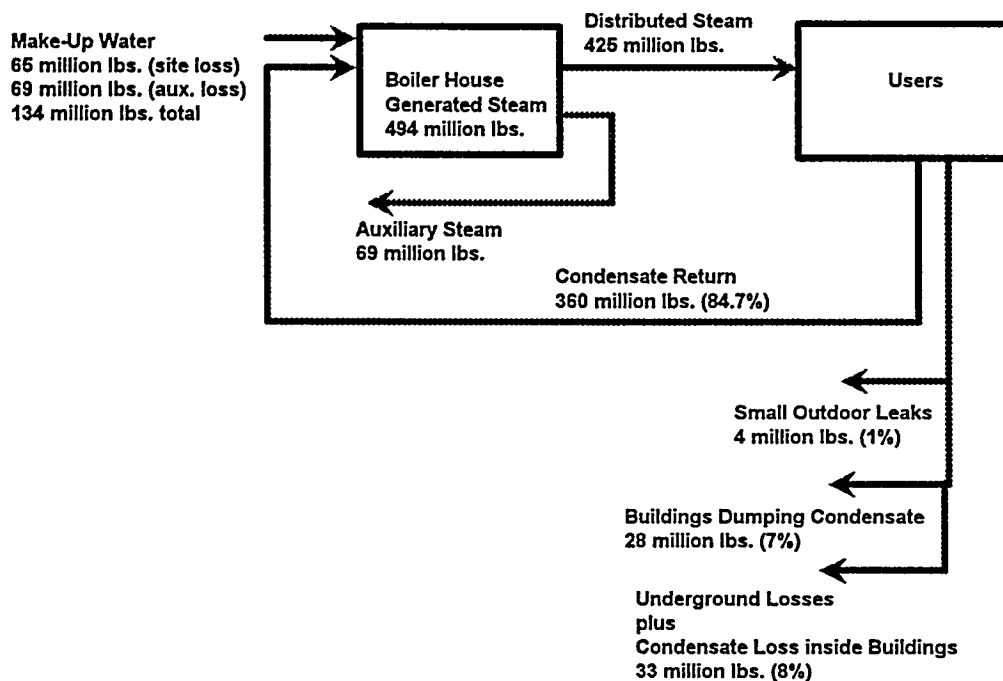 Make-Up Water
65 million lbs. (site loss)
69 million lbs. (aux. loss)
134 million lbs. total
Boiler House
Generated Steam
494 million lbs.
Distributed Steam
425 million lbs.
Users
Auxiliary Steam
69 million lbs.
Condensate Return
360 million lbs. (84.7%)
Small Outdoor Leaks
4 million lbs. (1%)
Buildings Dumping Condensate
28 million lbs. (7%)
Underground Losses
plus
Condensate Loss inside Buildings
33 million lbs. (8%)